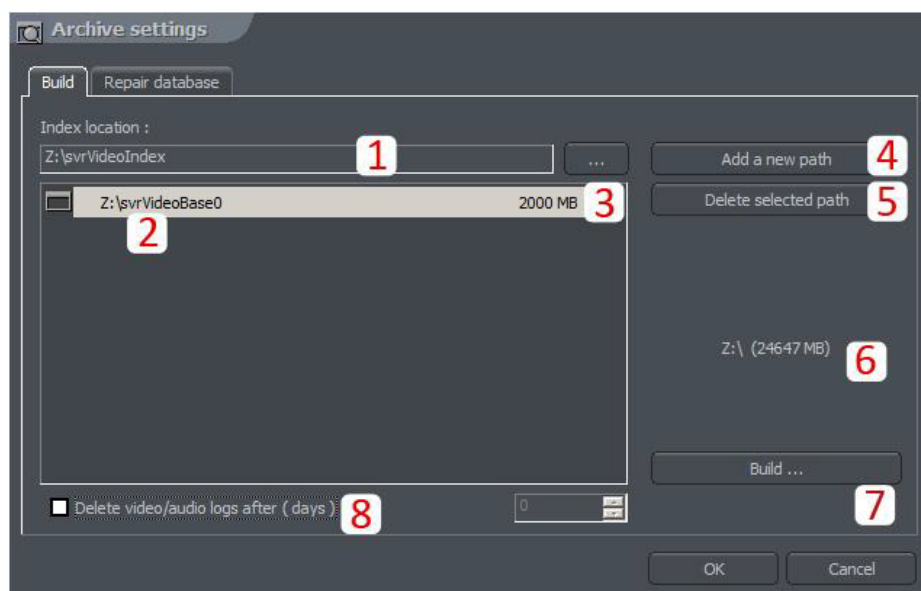 Archive settings
Build Repair database
Index location :
Z:\svrVideoIndex 1 ... Add a new path 4
Z:\svrVideoBase0 2000 MB 3 Delete selected path 5
2
Z:\ (24647 MB) 6
Build ...
7
Delete video/audio logs after ( days ) 8 0
OK Cancel